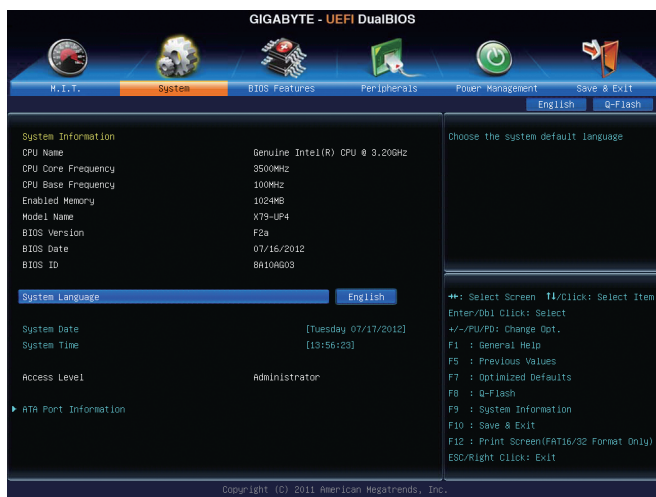 GIGABYTE - UEFI DualBIOS
M.I.T. System BIOS Features Peripherals Power Management Save & Exit
English Q-Flash
System Information
CPU Name Genuine Intel(R) CPU @ 3.20GHz
CPU Core Frequency 3500MHz
CPU Base Frequency 100MHz
Enabled Memory 1024MB
Model Name X79-UP4
BIOS Version F2a
BIOS Date 07/16/2012
BIOS ID 8A10AG03
System Language English
System Date [Tuesday 07/17/2012]
System Time [13:56:23]
Access Level Administrator
ATA Port Information
Choose the system default language
→←: Select Screen ↑↓/Click: Select Item
Enter/Dbl Click: Select
+/-/PU/PD: Change Opt.
F1 : General Help
F5 : Previous Values
F7 : Optimized Defaults
F8 : Q-Flash
F9 : System Information
F10 : Save & Exit
F12 : Print Screen(FAT16/32 Format Only)
ESC/Right Click: Exit
Copyright (C) 2011 American Megatrends, Inc.